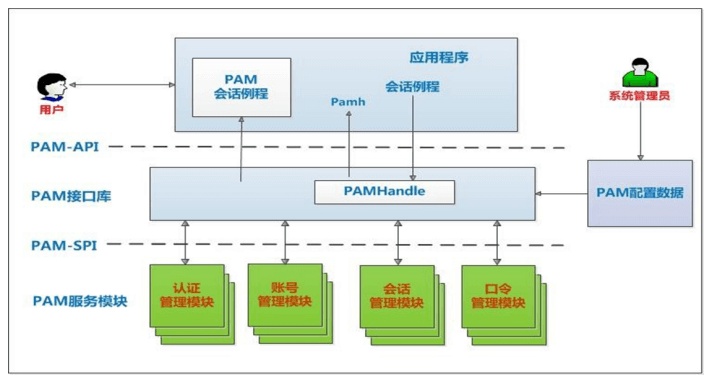 应用程序
PAM
会话例程
会话例程
Pamh
用户
系统管理员
PAM-API
PAM接口库
PAMHandle
PAM配置数据
PAM-SPI
PAM服务模块
认证
管理模块
账号
管理模块
会话
管理模块
口令
管理模块